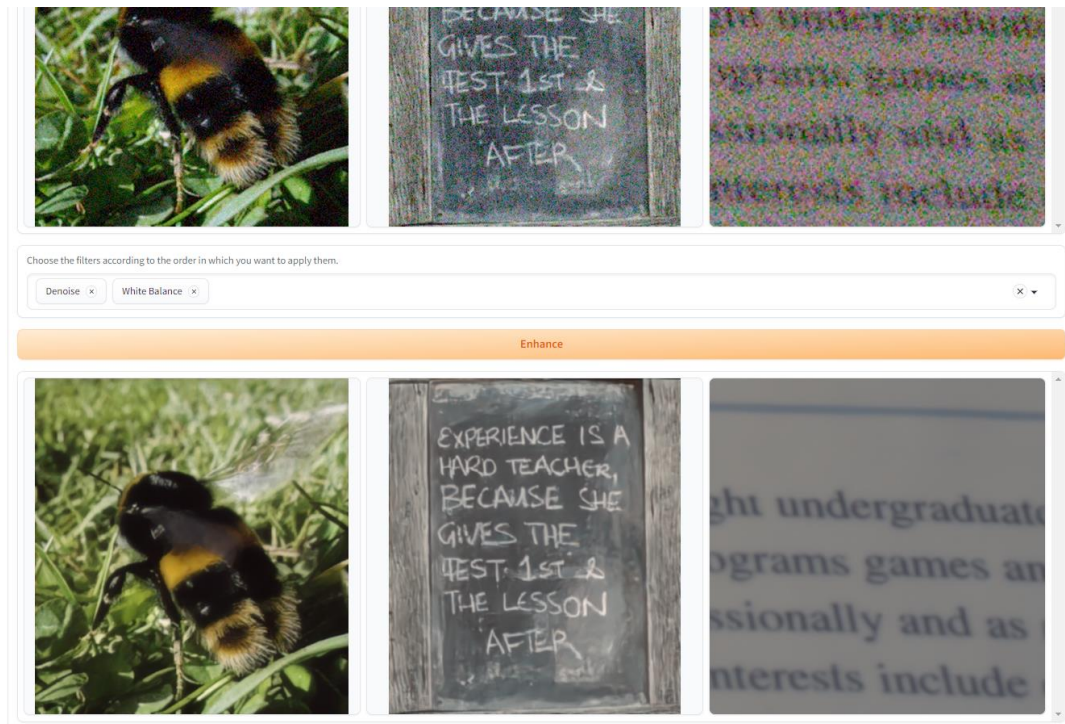 BECAUSE SHE
GIVES THE
TEST 1ST &
THE LESSON
AFTER
Choose the filters according to the order in which you want to apply them.
Denoise × White Balance ×
Enhance
EXPERIENCE IS A
HARD TEACHER,
BECAUSE SHE
GIVES THE
TEST 1ST &
THE LESSON
AFTER
ght undergraduate
ograms games an
ssionally and as
nterests include